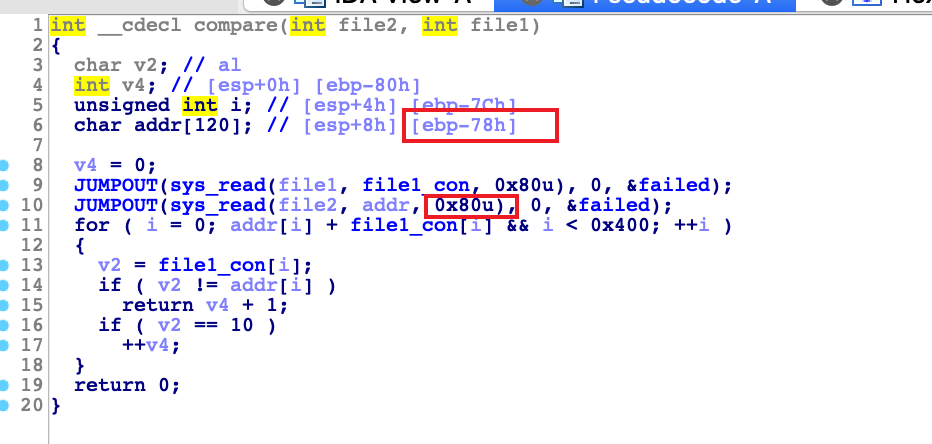 1 int __cdecl compare(int file2, int file1)
2 {
3 char v2; // al
4 int v4; // [esp+0h] [ebp-80h]
5 unsigned int i; // [esp+4h] [ebp-7Ch]
6 char addr[120]; // [esp+8h] [ebp-78h]
7
8 v4 = 0;
9 JUMPOUT(sys_read(file1, file1_con, 0x80u), 0, &failed);
10 JUMPOUT(sys_read(file2, addr, 0x80u), 0, &failed);
11 for ( i = 0; addr[i] + file1_con[i] && i < 0x400; ++i )
12 {
13 v2 = file1_con[i];
14 if ( v2 != addr[i] )
15 return v4 + 1;
16 if ( v2 == 10 )
17 ++v4;
18 }
19 return 0;
20 }